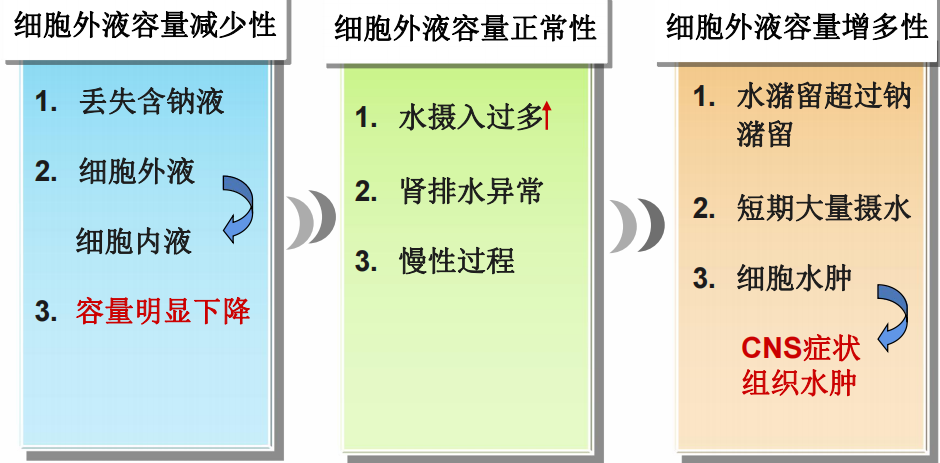 细胞外液容量减少性
1. 丢失含钠液
2. 细胞外液
细胞内液
3. 容量明显下降
细胞外液容量正常性
1. 水摄入过多
2. 肾排水异常
3. 慢性过程
细胞外液容量增多性
1. 水潴留超过钠
潴留
2. 短期大量摄水
3. 细胞水肿
CNS症状
组织水肿